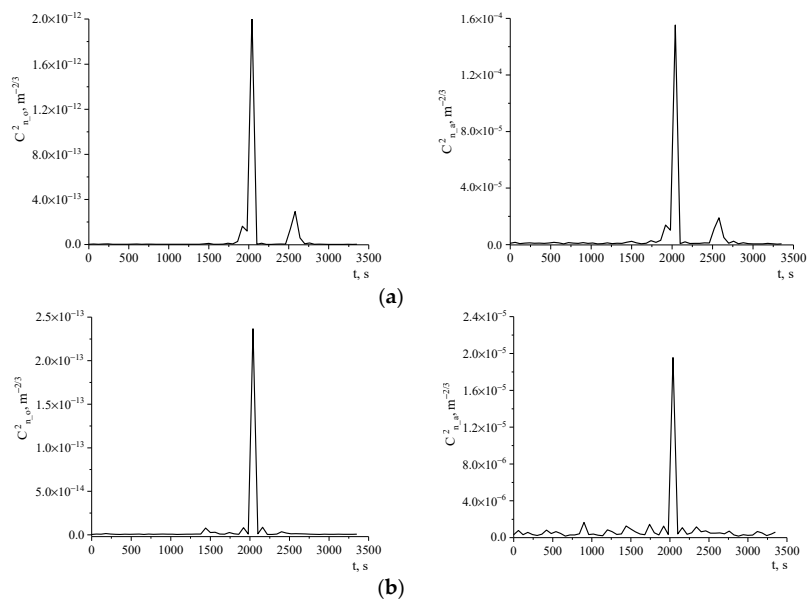 2.0×10⁻¹²
1.6×10⁻¹²
1.2×10⁻¹²
8.0×10⁻¹³
4.0×10⁻¹³
0.0
C²n_o, m⁻²/³
0 500 1000 1500 2000 2500 3000 3500
t, s
1.6×10⁻⁴
1.2×10⁻⁴
8.0×10⁻⁵
4.0×10⁻⁵
0.0
C²n_a, m⁻²/³
0 500 1000 1500 2000 2500 3000 3500
t, s
(a)
2.5×10⁻¹³
2.0×10⁻¹³
1.5×10⁻¹³
1.0×10⁻¹³
5.0×10⁻¹⁴
0.0
C²n_o, m⁻²/³
0 500 1000 1500 2000 2500 3000 3500
t, s
2.4×10⁻⁵
2.0×10⁻⁵
1.6×10⁻⁵
1.2×10⁻⁵
8.0×10⁻⁶
4.0×10⁻⁶
0.0
C²n_a, m⁻²/³
0 500 1000 1500 2000 2500 3000 3500
t, s
(b)